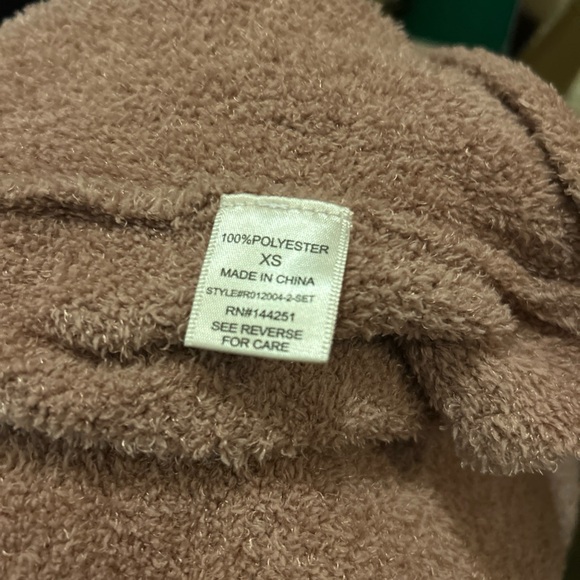 100%POLYESTER
XS
MADE IN CHINA
STYLE#R012004-2-SET
RN#144251
SEE REVERSE
FOR CARE